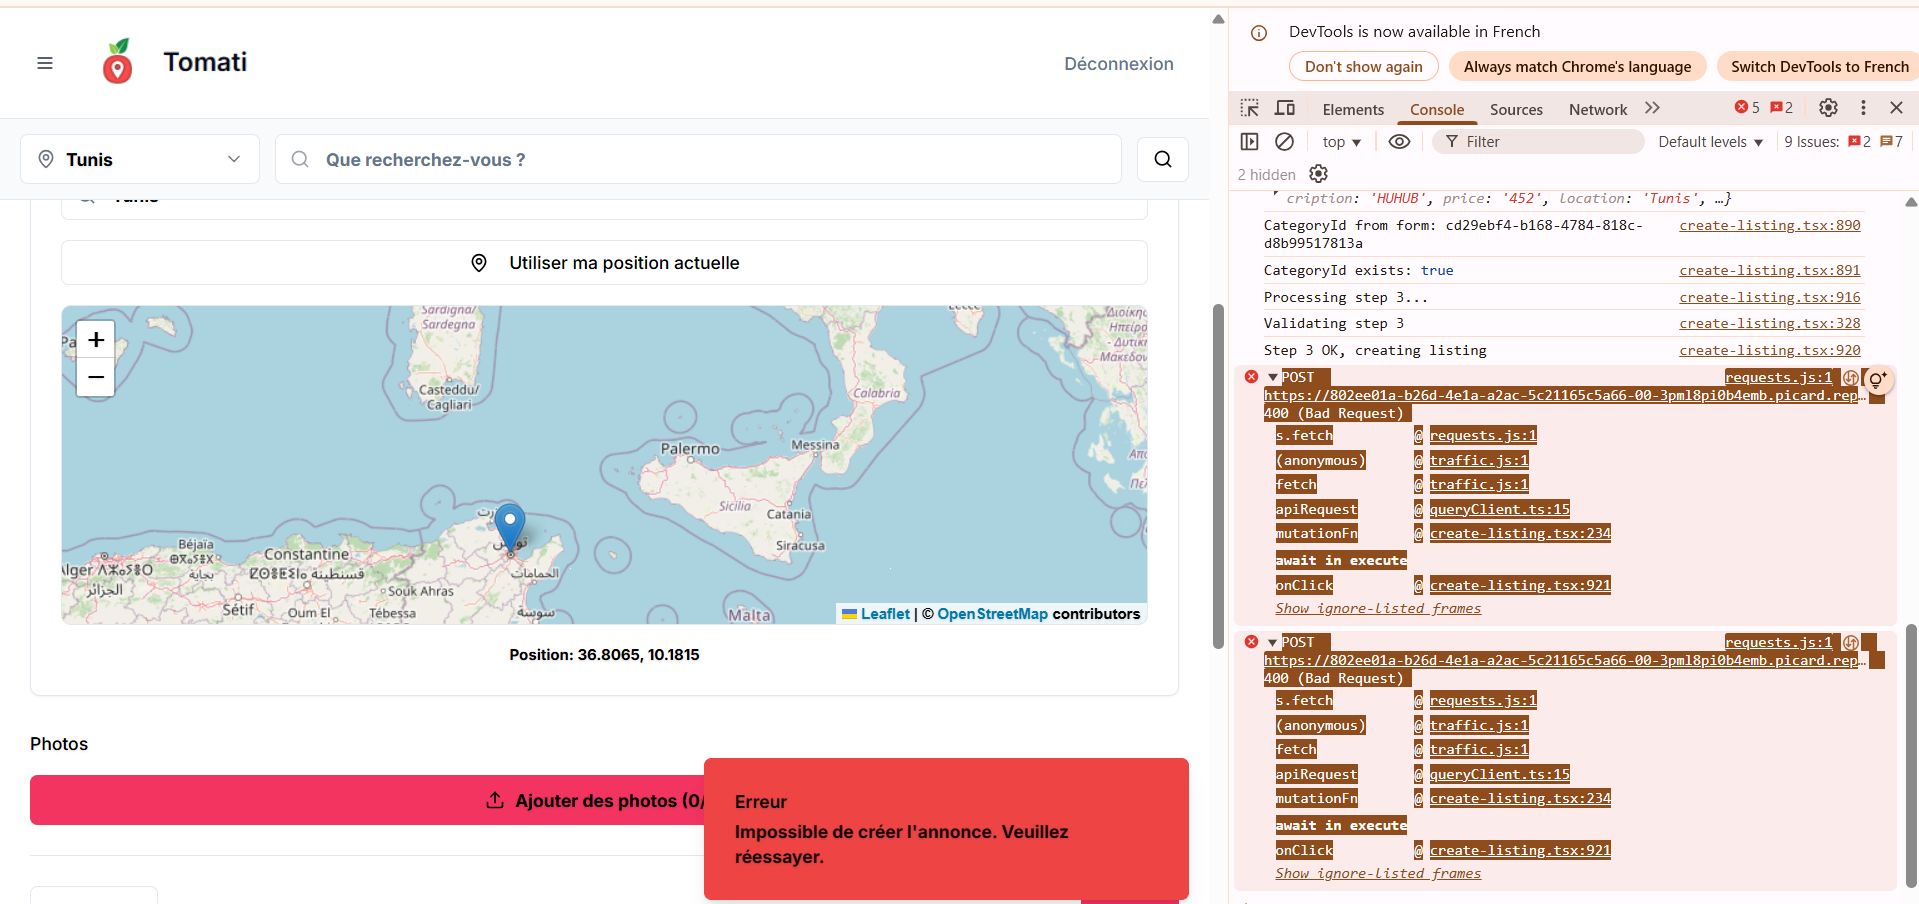 Tomati
Déconnexion
Tunis
Que recherchez-vous ?
Tunis
Utiliser ma position actuelle
+
−
Sardigna/
Sardegna
Casteddu/
Cagliari
Calabria
Palermo
Messina
Sicilia
Catania
Siracusa
Béjaïa
بجاية
Constantine
قسنطينة
الجزائر
Sétif
Souk Ahras
Oum El
Tébessa
تونس
الحمامات
سوسة
Malta
Leaflet | © OpenStreetMap contributors
Position: 36.8065, 10.1815
Photos
Ajouter des photos (0/
Erreur
Impossible de créer l'annonce. Veuillez
réessayer.
DevTools is now available in French
Don't show again
Always match Chrome's language
Switch DevTools to French
Elements Console Sources Network 5 2
top Filter Default levels 9 Issues: 2 7
2 hidden
cription: 'HUHUB', price: '452', location: 'Tunis', …}
CategoryId from form: cd29ebf4-b168-4784-818c- create-listing.tsx:890
d8b99517813a
CategoryId exists: true create-listing.tsx:891
Processing step 3... create-listing.tsx:916
Validating step 3 create-listing.tsx:328
Step 3 OK, creating listing create-listing.tsx:920
POST requests.js:1
https://802ee01a-b26d-4e1a-a2ac-5c21165c5a66-00-3pml8pi0b4emb.picard.rep…
400 (Bad Request)
s.fetch @ requests.js:1
(anonymous) @ traffic.js:1
fetch @ traffic.js:1
apiRequest @ queryClient.ts:15
mutationFn @ create-listing.tsx:234
await in execute
onClick @ create-listing.tsx:921
Show ignore-listed frames
POST requests.js:1
https://802ee01a-b26d-4e1a-a2ac-5c21165c5a66-00-3pml8pi0b4emb.picard.rep…
400 (Bad Request)
s.fetch @ requests.js:1
(anonymous) @ traffic.js:1
fetch @ traffic.js:1
apiRequest @ queryClient.ts:15
mutationFn @ create-listing.tsx:234
await in execute
onClick @ create-listing.tsx:921
Show ignore-listed frames